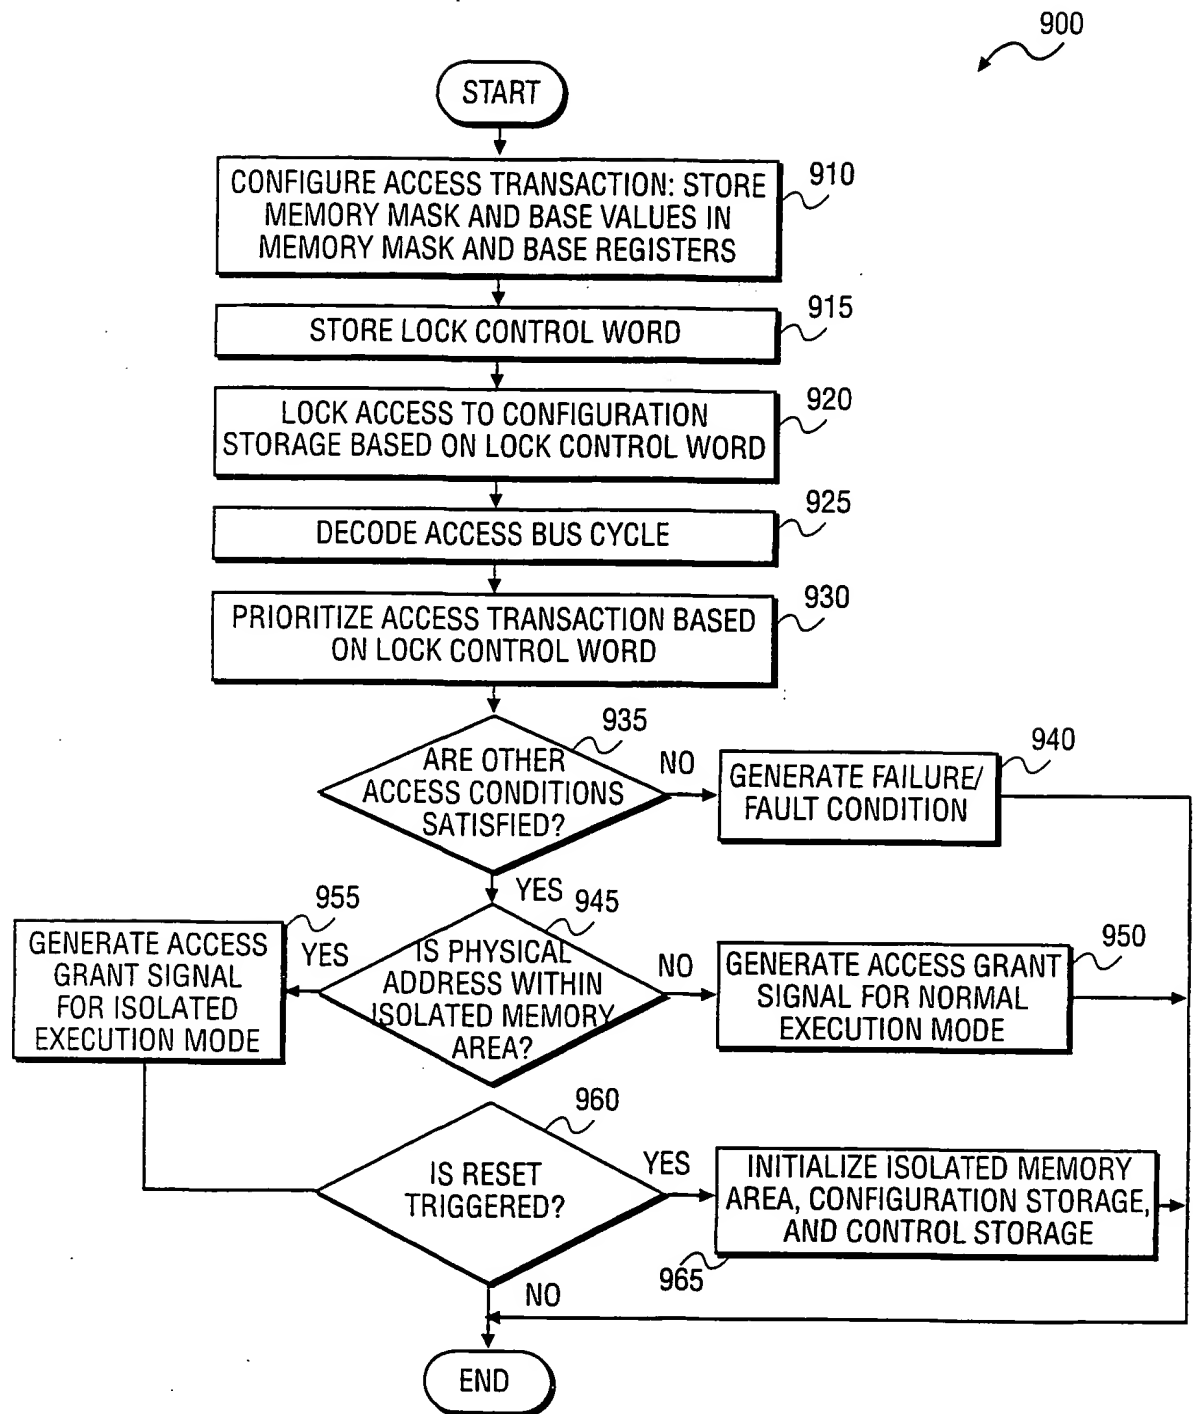 900
START
CONFIGURE ACCESS TRANSACTION: STORE
MEMORY MASK AND BASE VALUES IN
MEMORY MASK AND BASE REGISTERS
910
STORE LOCK CONTROL WORD
915
LOCK ACCESS TO CONFIGURATION
STORAGE BASED ON LOCK CONTROL WORD
920
DECODE ACCESS BUS CYCLE
925
PRIORITIZE ACCESS TRANSACTION BASED
ON LOCK CONTROL WORD
930
ARE OTHER
ACCESS CONDITIONS
SATISFIED?
935
NO
GENERATE FAILURE/
FAULT CONDITION
940
YES
IS PHYSICAL
ADDRESS WITHIN
ISOLATED MEMORY
AREA?
945
YES
GENERATE ACCESS
GRANT SIGNAL
FOR ISOLATED
EXECUTION MODE
955
NO
GENERATE ACCESS GRANT
SIGNAL FOR NORMAL
EXECUTION MODE
950
IS RESET
TRIGGERED?
960
YES
INITIALIZE ISOLATED MEMORY
AREA, CONFIGURATION STORAGE,
AND CONTROL STORAGE
965
NO
END